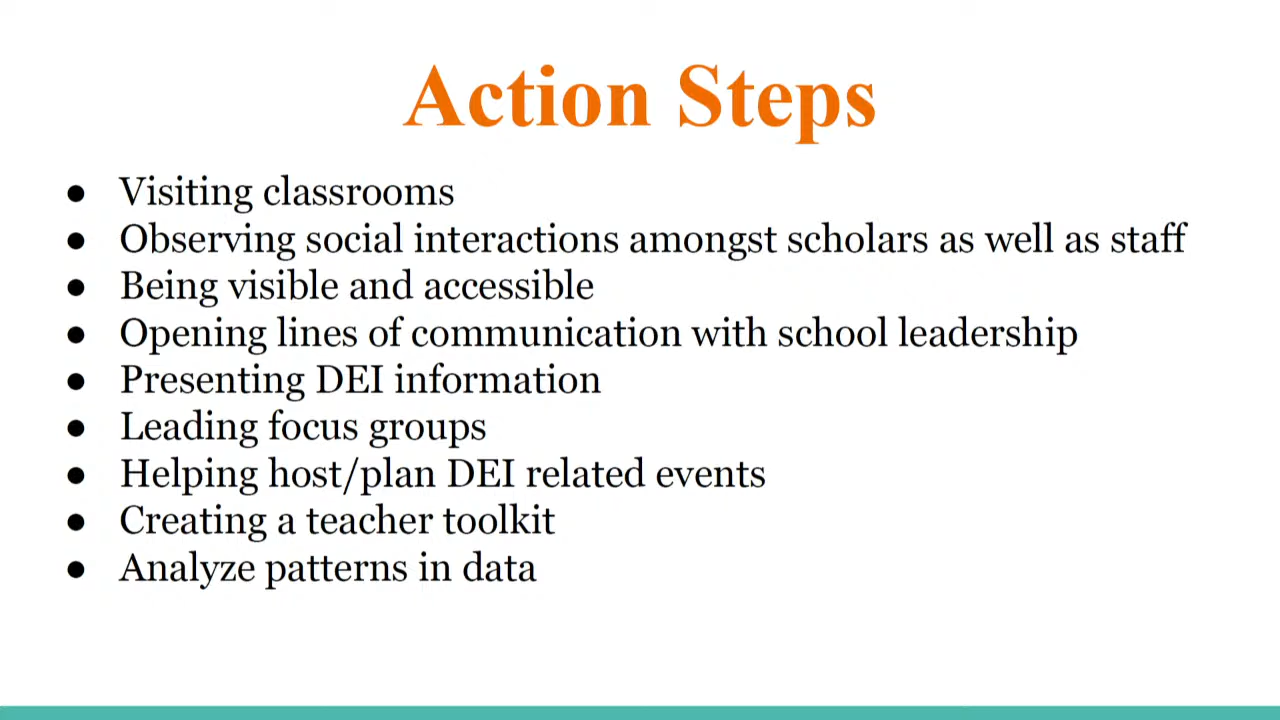 Action Steps
● Visiting classrooms
● Observing social interactions amongst scholars as well as staff
● Being visible and accessible
● Opening lines of communication with school leadership
● Presenting DEI information
● Leading focus groups
● Helping host/plan DEI related events
● Creating a teacher toolkit
● Analyze patterns in data